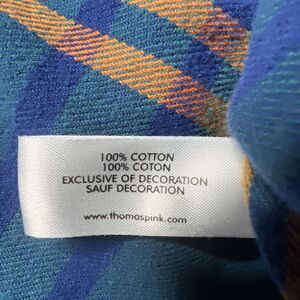 100% COTTON
100% COTON
EXCLUSIVE OF DECORATION
SAUF DECORATION
www.thomaspink.com